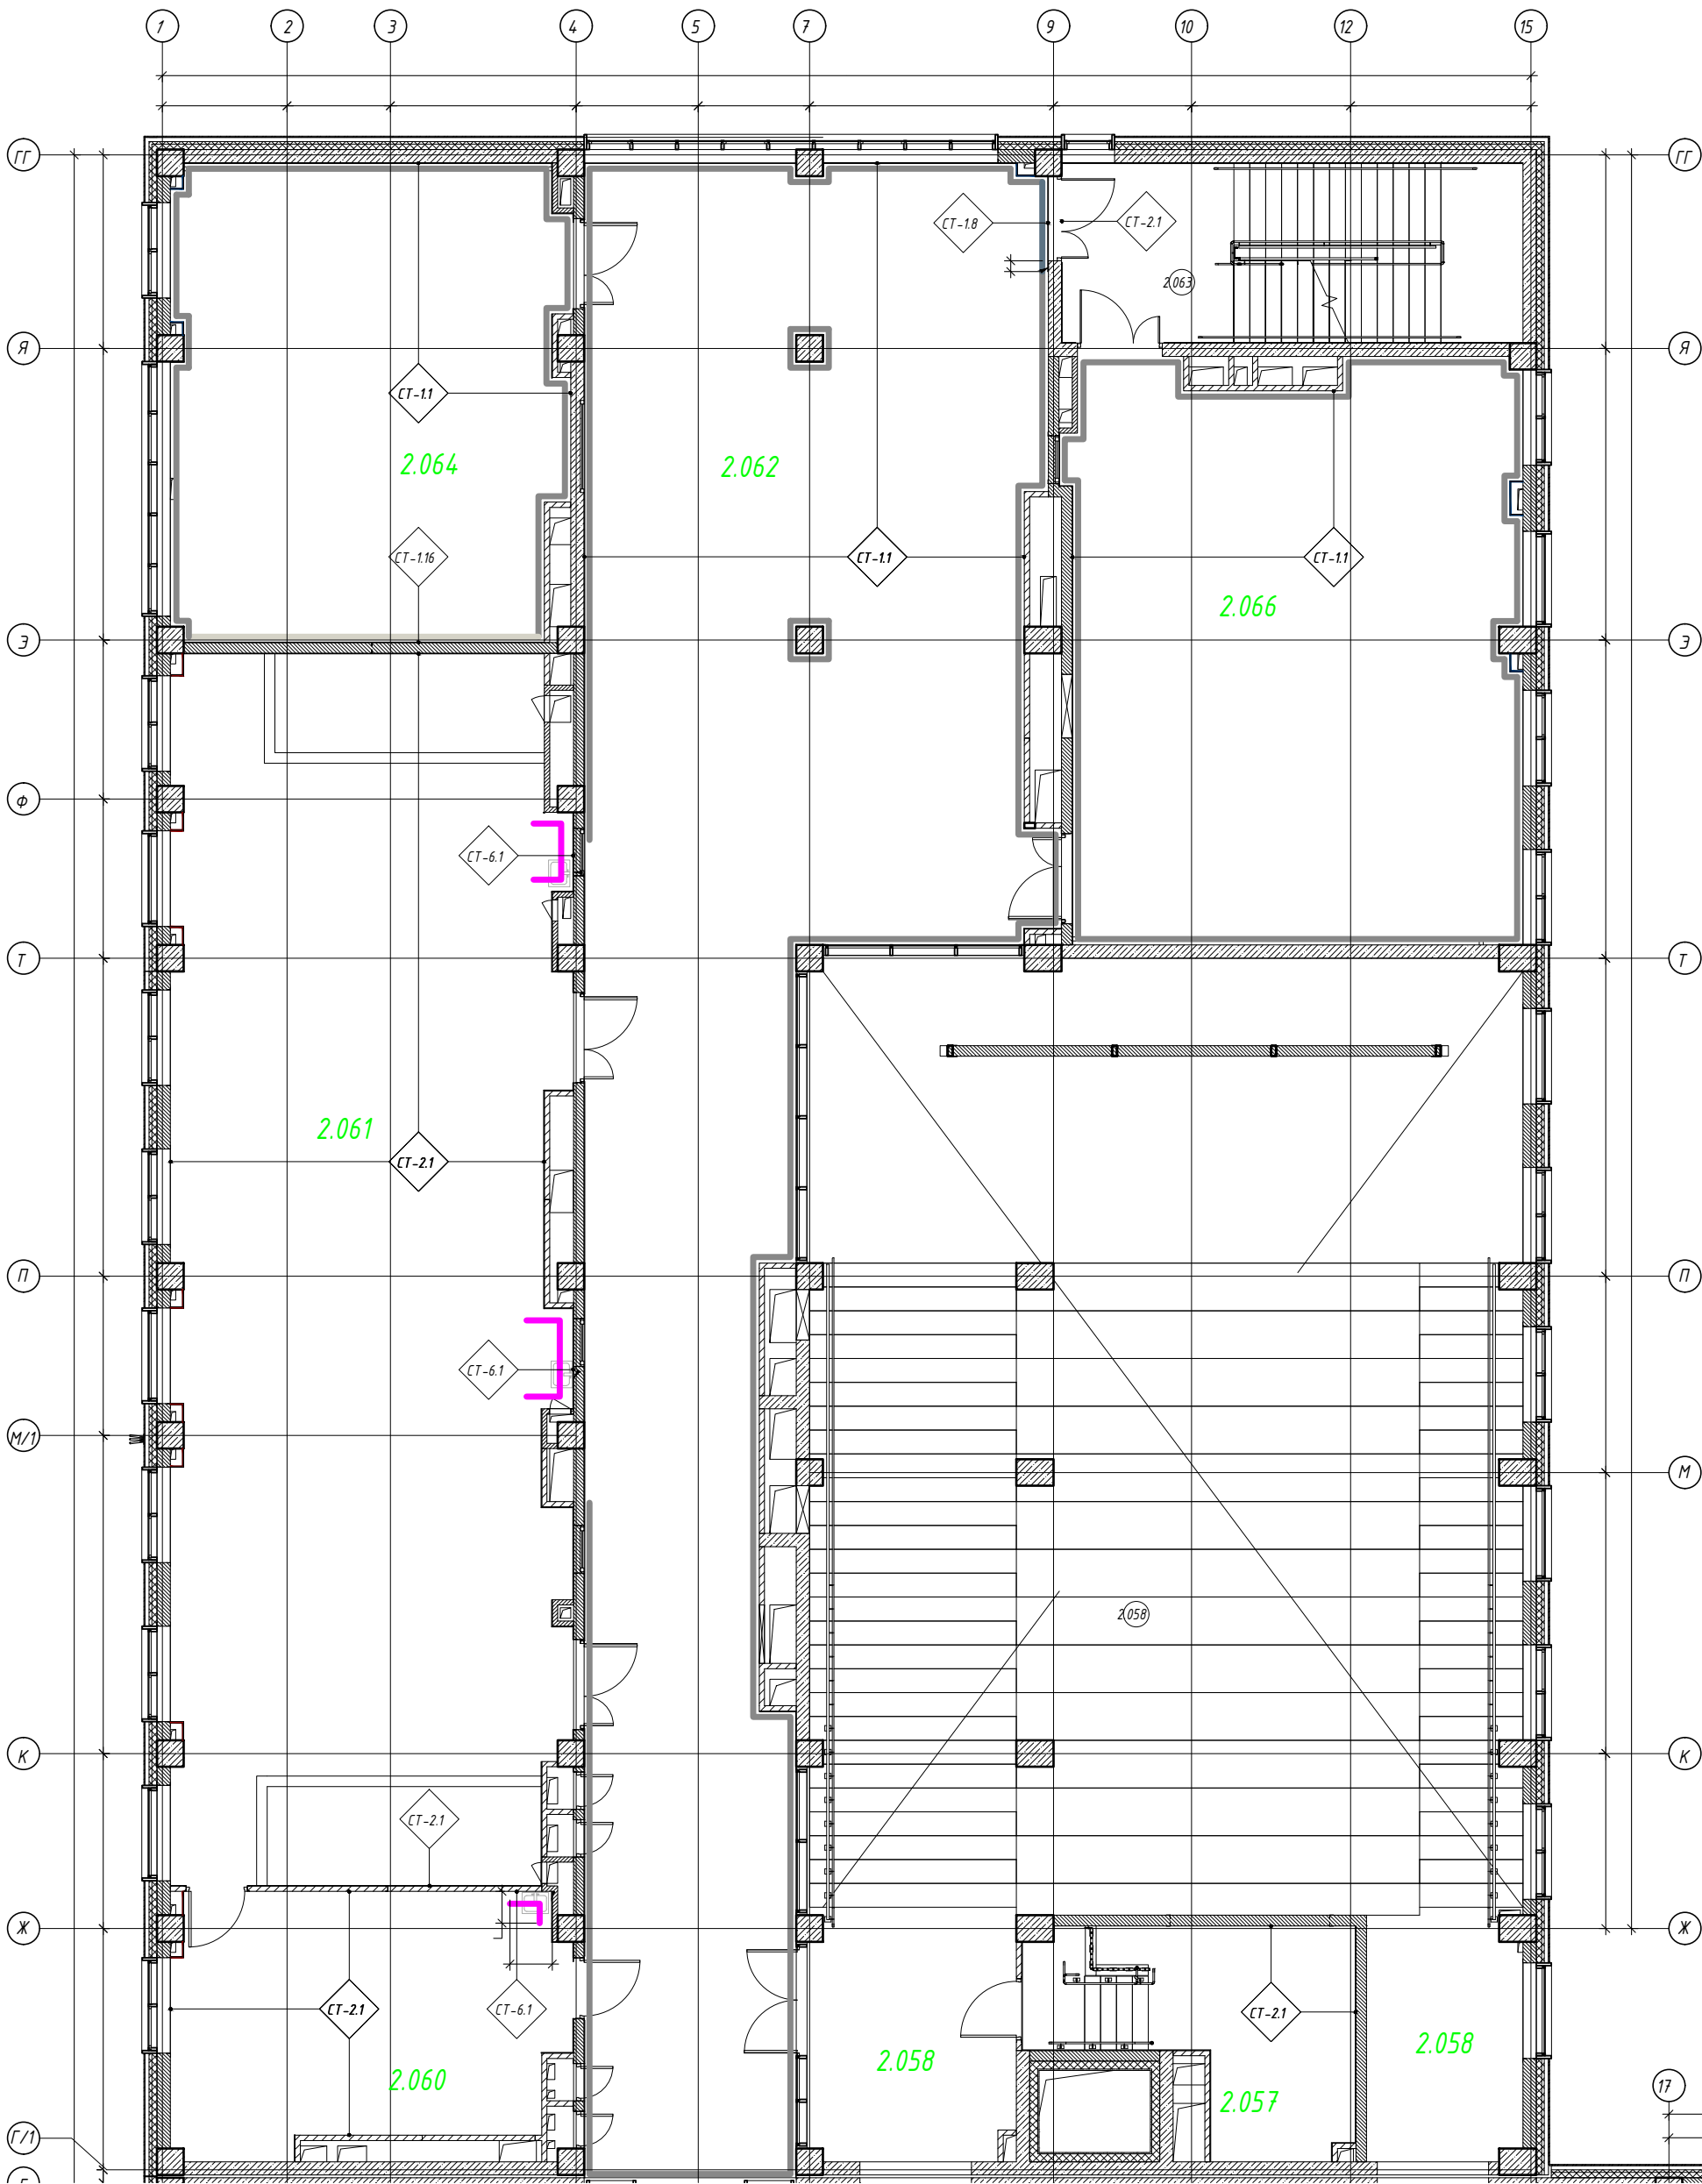 1 2 3 4 5 7 9 10 12 15
ГГ ГГ
СТ-1.8 СТ-2.1
2.063
Я Я
СТ-1.1
2.064 2.062
СТ-1.16 СТ-1.1 СТ-1.1
2.066
Э Э
Ф
СТ-6.1
Т Т
2.061
СТ-2.1
П П
СТ-6.1
М/1
М
2.058
К К
СТ-2.1
Ж Ж
СТ-2.1 СТ-6.1 СТ-2.1
2.058 2.058
2.060
2.057
17
Г/1